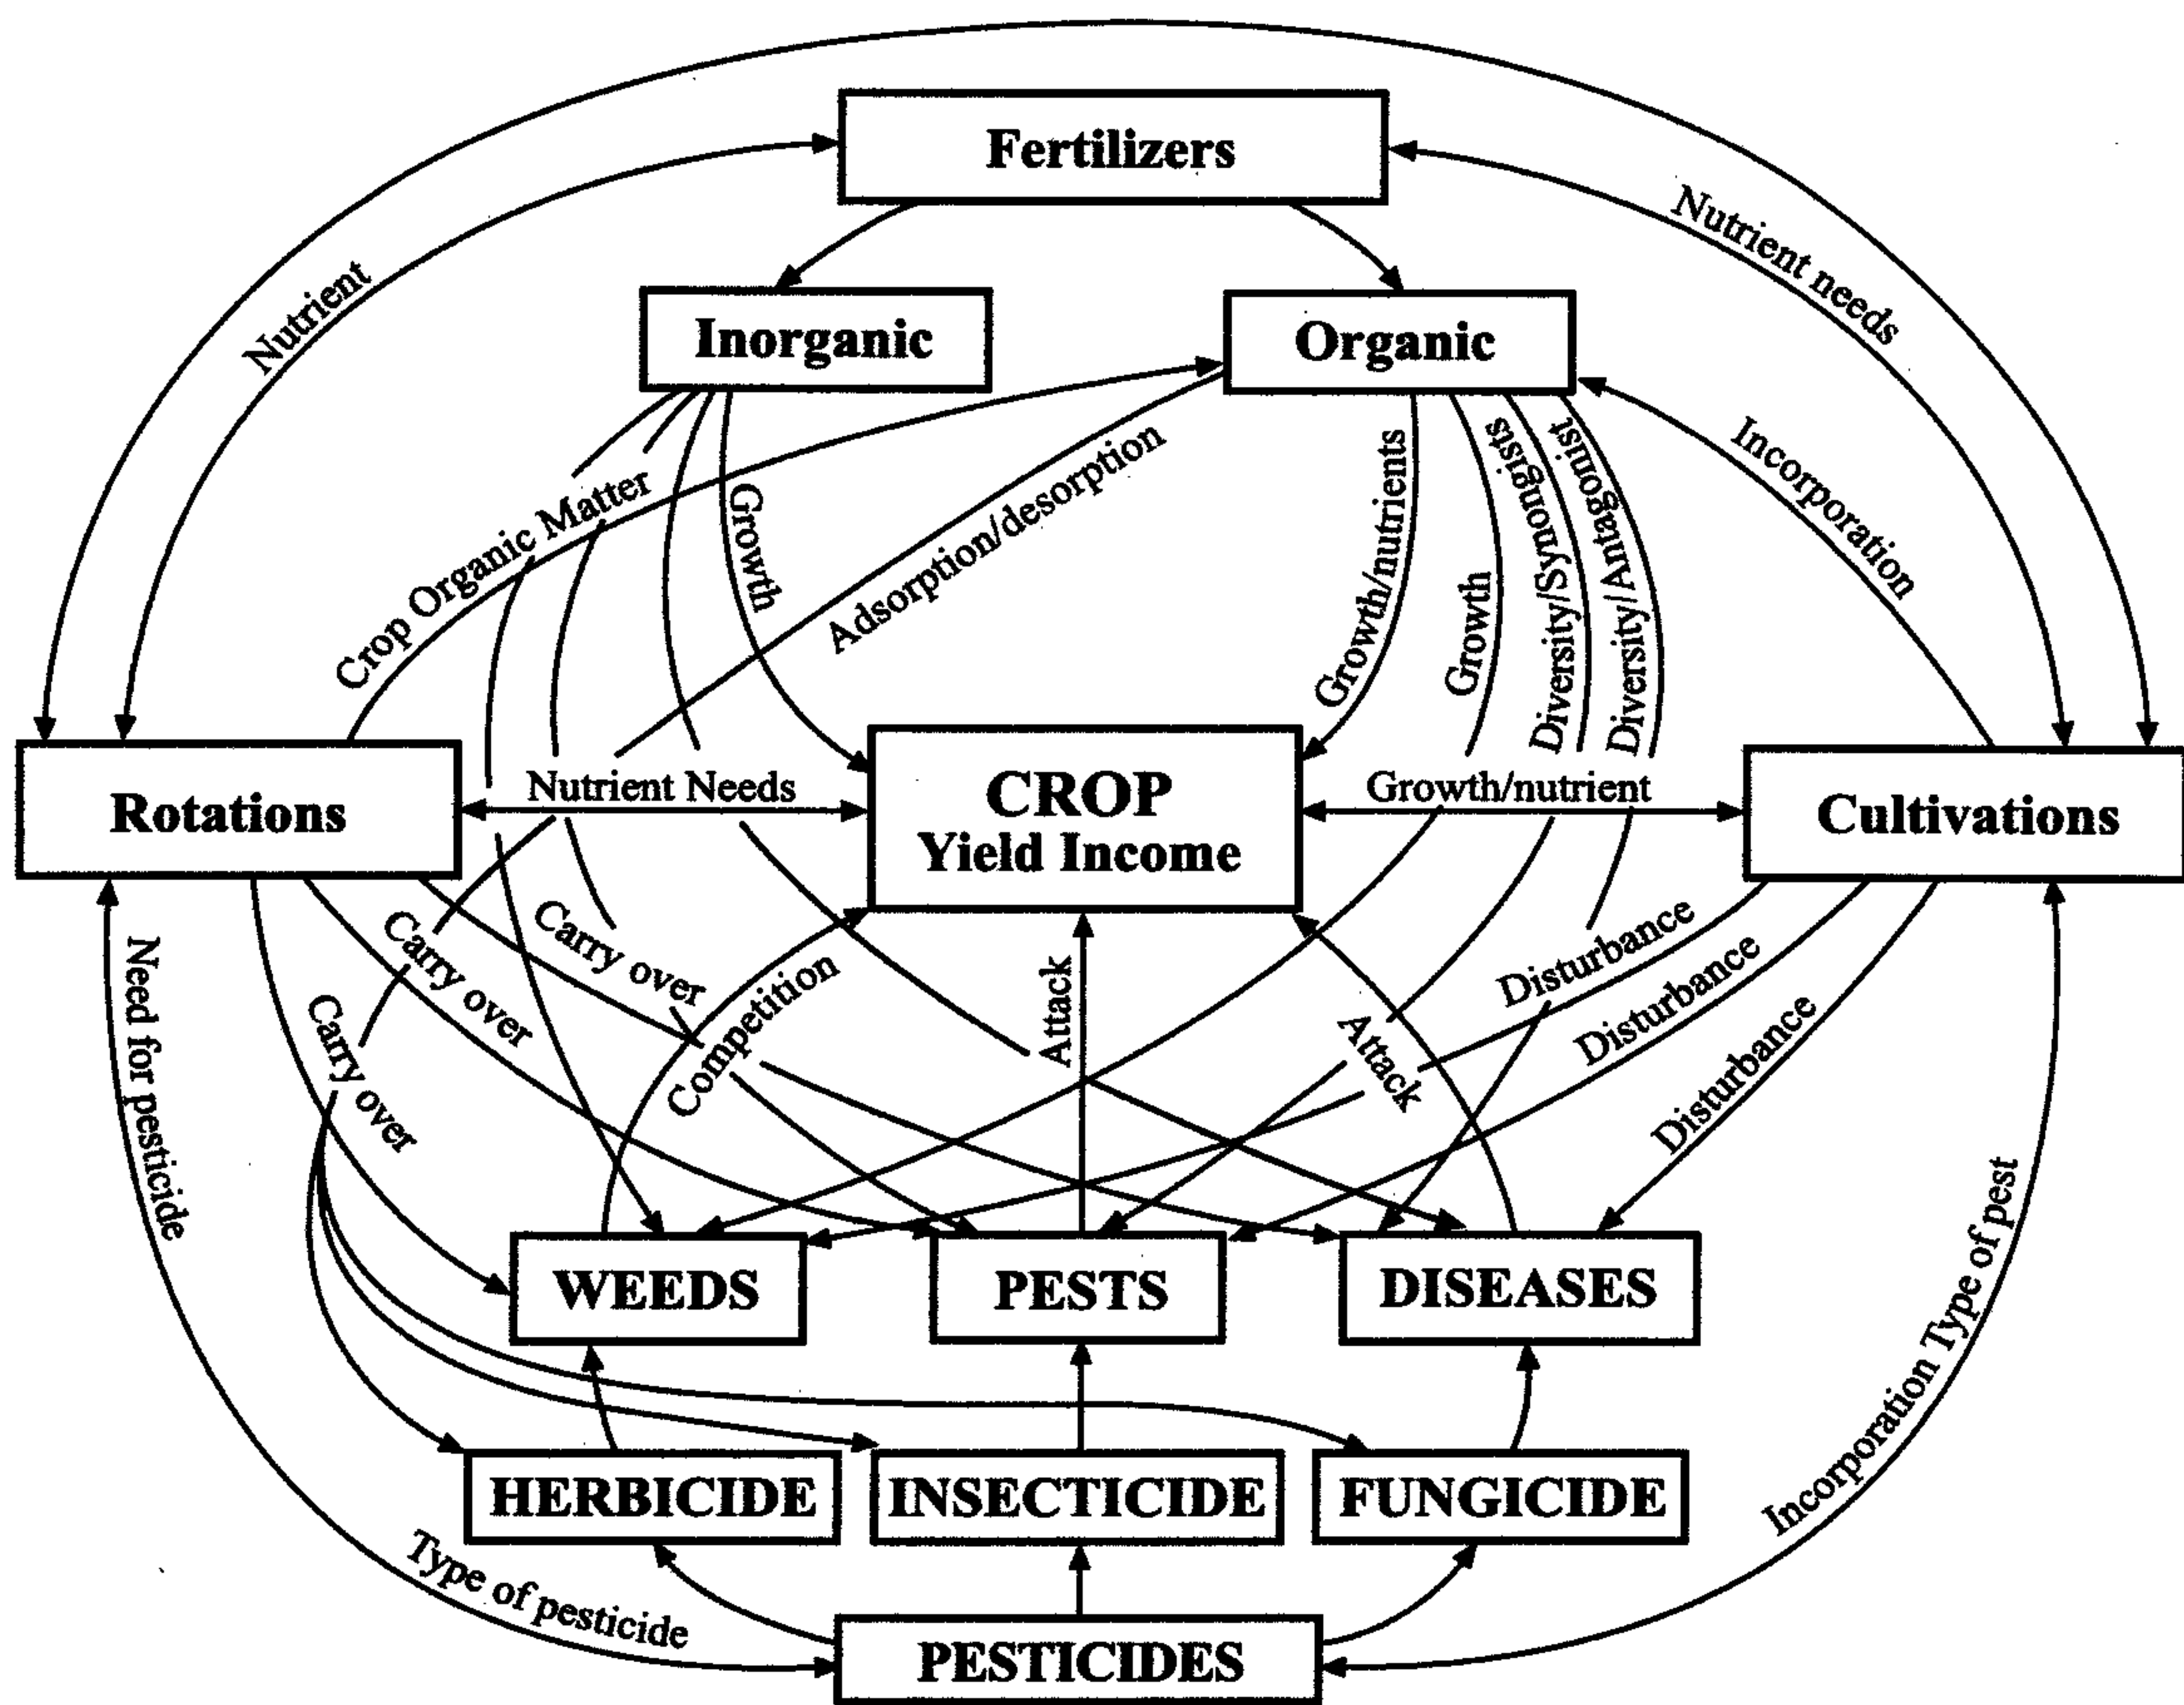 Fertilizers
Nutrient
Nutrient needs
Inorganic
Organic
Crop Organic Matter
Growth
Adsorption/desorption
Growth/nutrients
Growth
Diversity/Synongists
Diversity/Antagonist
Incorporation
Rotations
Nutrient Needs
CROP
Yield Income
Growth/nutrient
Cultivations
Need for pesticide
Carry over
Carry over
Carry over
Competition
Attack
Attack
Disturbance
Disturbance
Disturbance
WEEDS
PESTS
DISEASES
Incorporation Type of pest
HERBICIDE
INSECTICIDE
FUNGICIDE
Type of pesticide
PESTICIDES